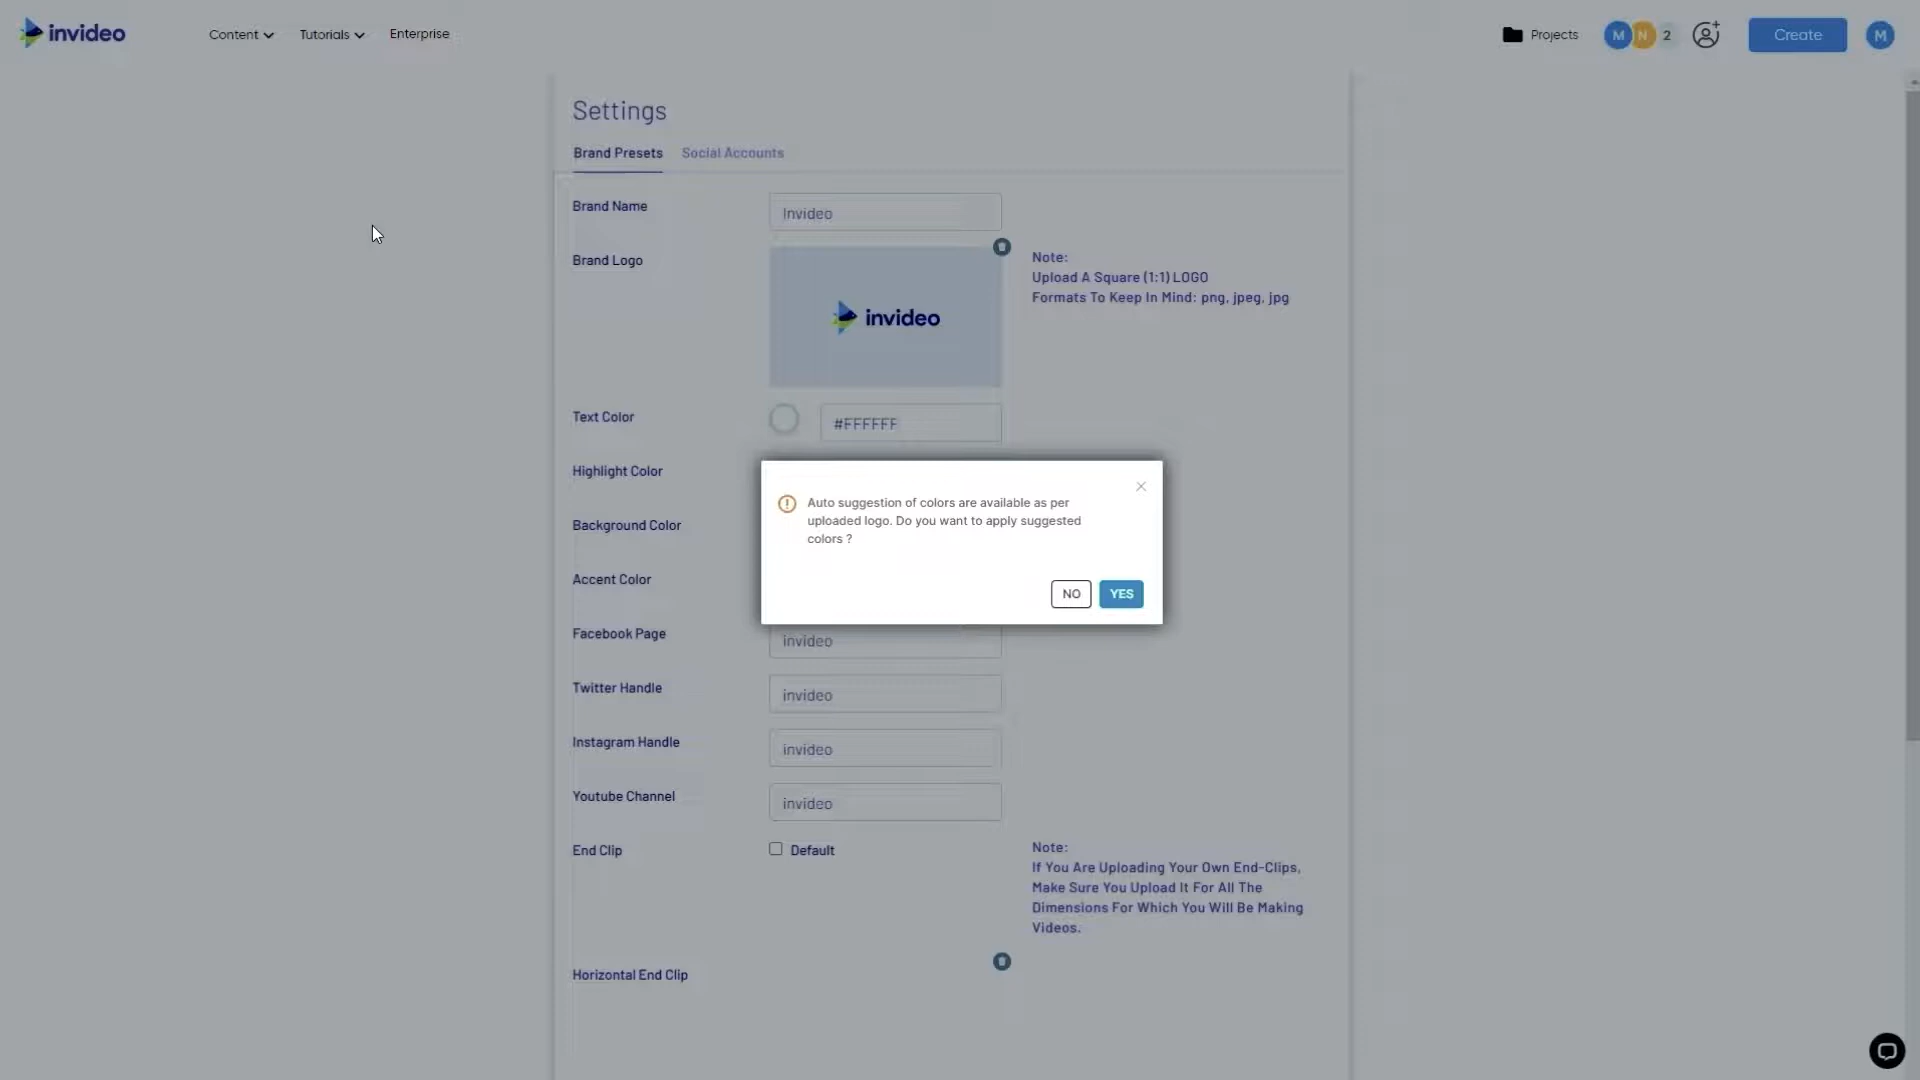 invideo
Content
Tutorials
Enterprise
Projects
M
N
2
Create
M
Settings
Brand Presets
Social Accounts
Brand Name
Invideo
Brand Logo
invideo
Note:
Upload A Square (1:1) LOGO
Formats To Keep In Mind: png, jpeg, jpg
Text Color
#FFFFFF
Highlight Color
Background Color
Accent Color
Auto suggestion of colors are available as per
uploaded logo. Do you want to apply suggested
colors ?
NO
YES
Facebook Page
invideo
Twitter Handle
invideo
Instagram Handle
invideo
Youtube Channel
invideo
End Clip
Default
Note:
If You Are Uploading Your Own End-Clips,
Make Sure You Upload It For All The
Dimensions For Which You Will Be Making
Videos.
Horizontal End Clip